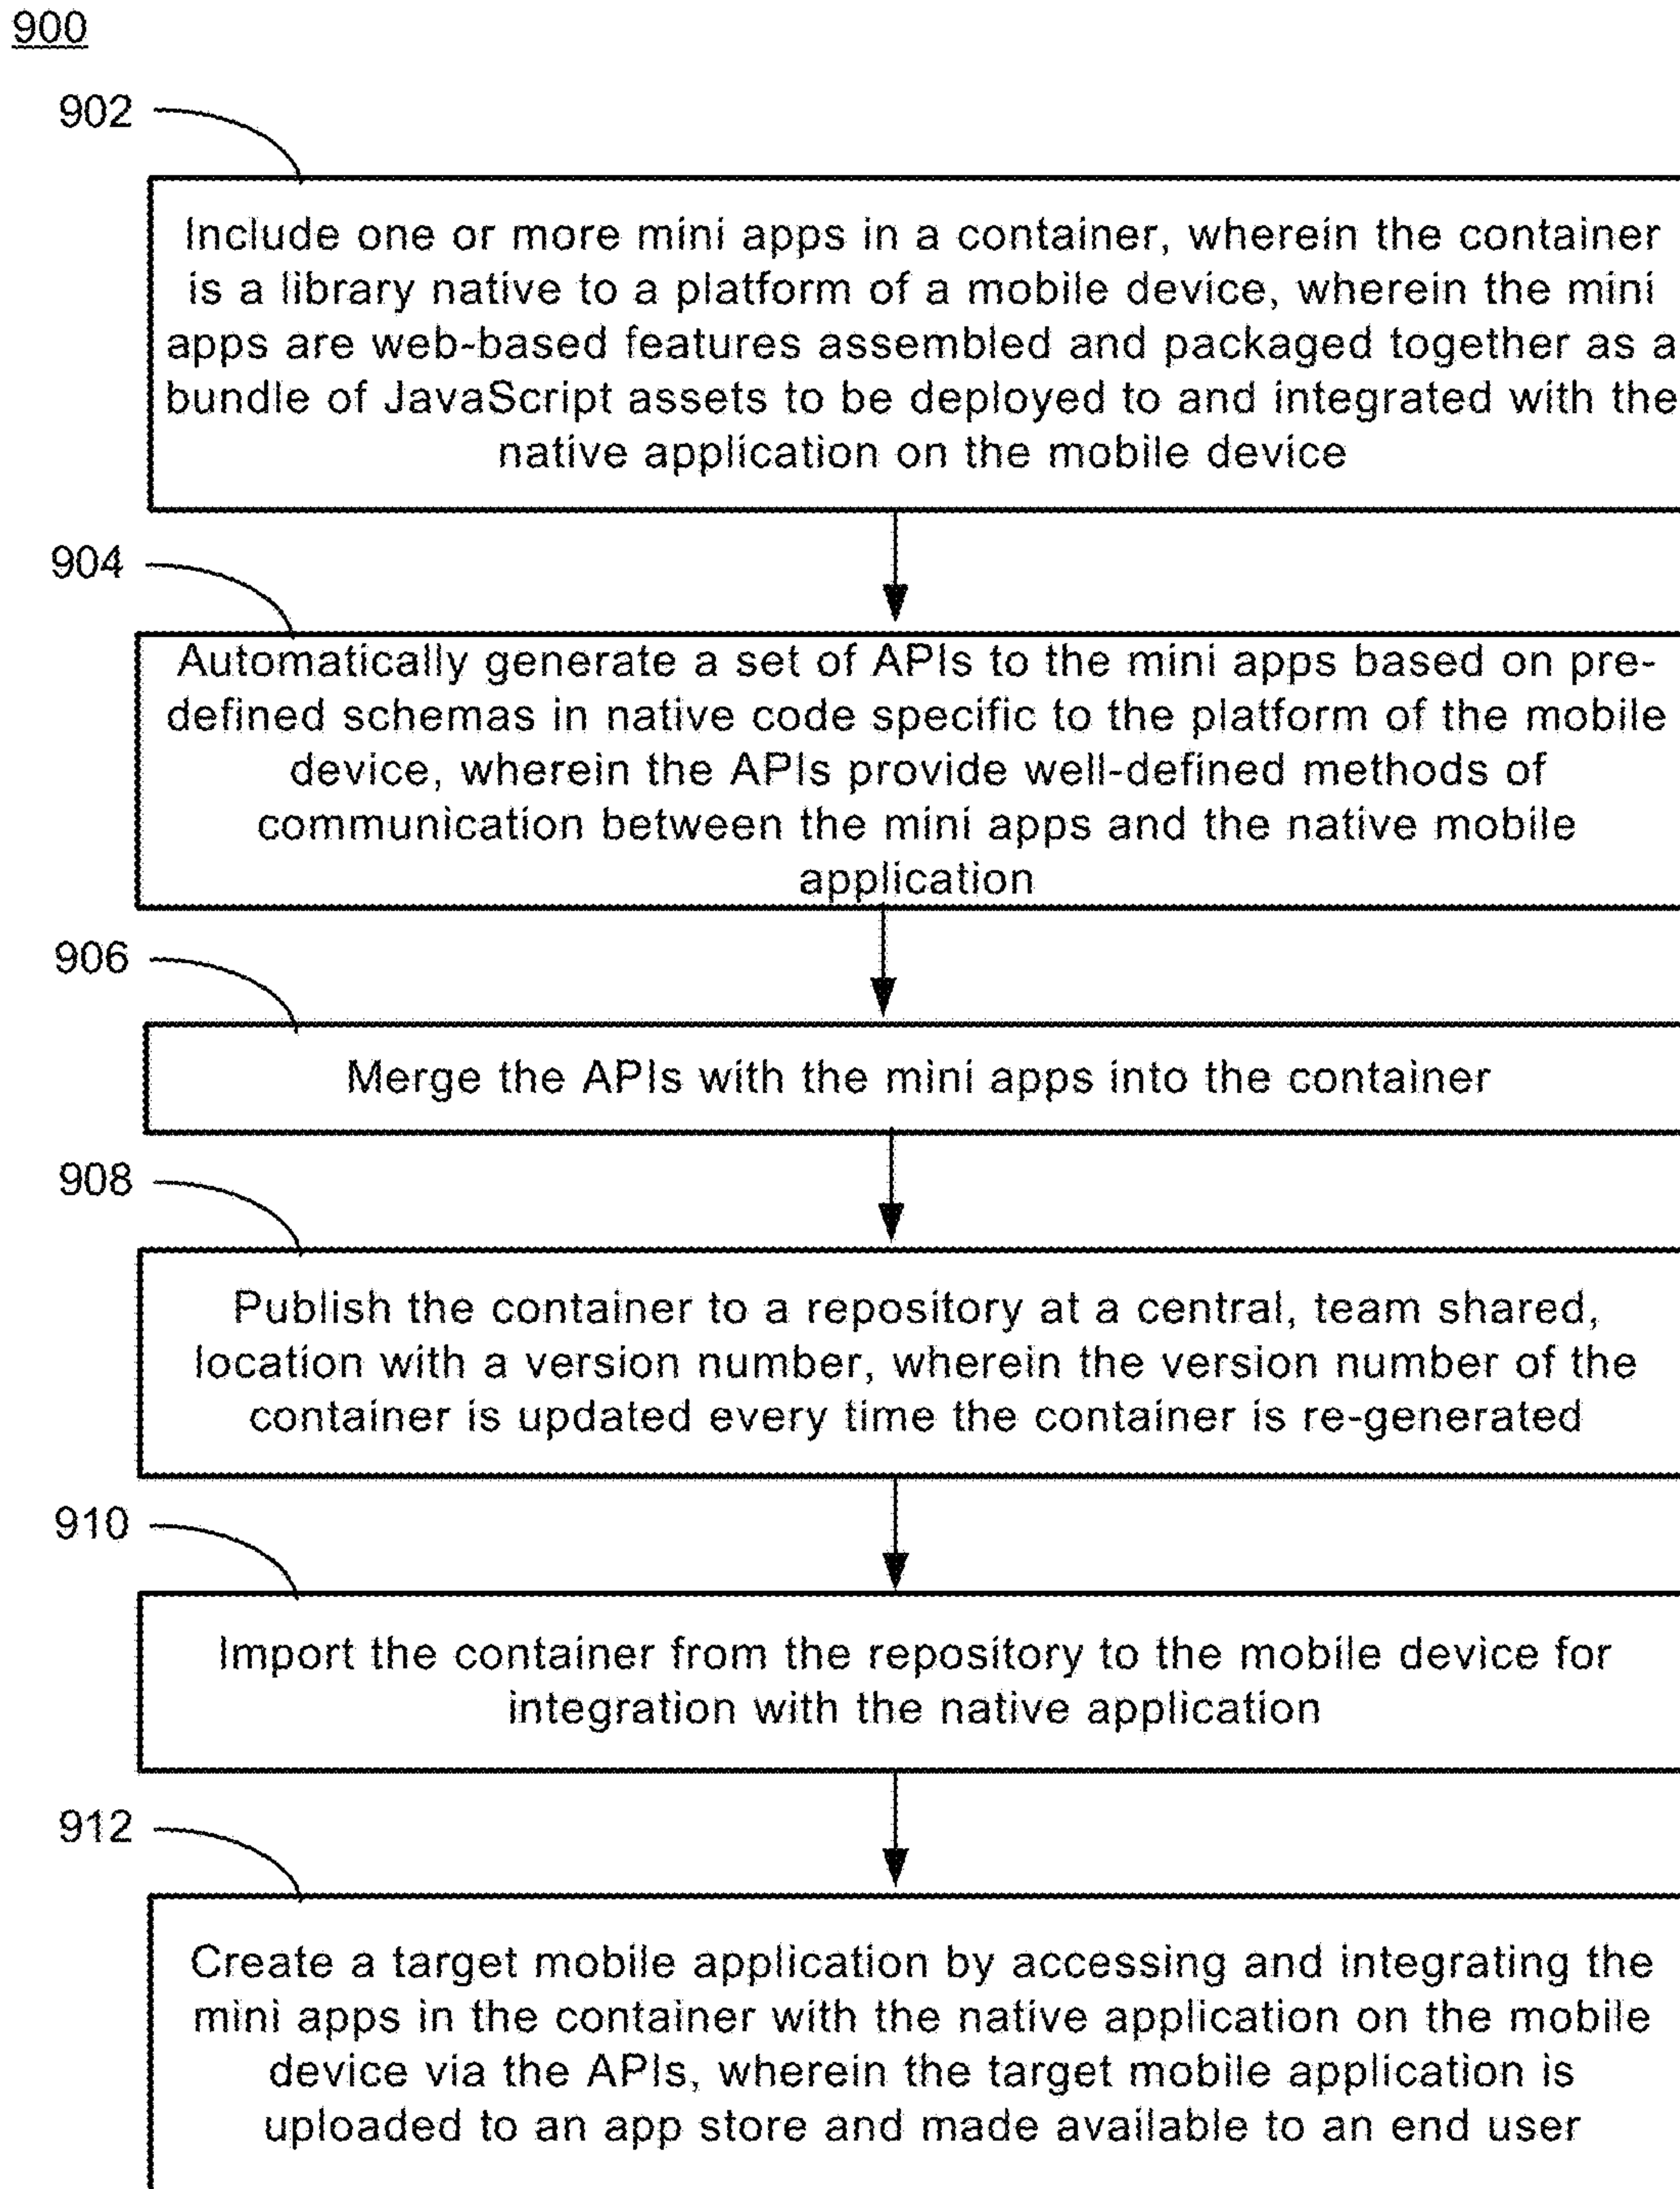 900
902
Include one or more mini apps in a container, wherein the container
is a library native to a platform of a mobile device, wherein the mini
apps are web-based features assembled and packaged together as a
bundle of JavaScript assets to be deployed to and integrated with the
native application on the mobile device
904
Automatically generate a set of APIs to the mini apps based on pre-
defined schemas in native code specific to the platform of the mobile
device, wherein the APIs provide well-defined methods of
communication between the mini apps and the native mobile
application
906
Merge the APIs with the mini apps into the container
908
Publish the container to a repository at a central, team shared,
location with a version number, wherein the version number of the
container is updated every time the container is re-generated
910
Import the container from the repository to the mobile device for
integration with the native application
912
Create a target mobile application by accessing and integrating the
mini apps in the container with the native application on the mobile
device via the APIs, wherein the target mobile application is
uploaded to an app store and made available to an end user